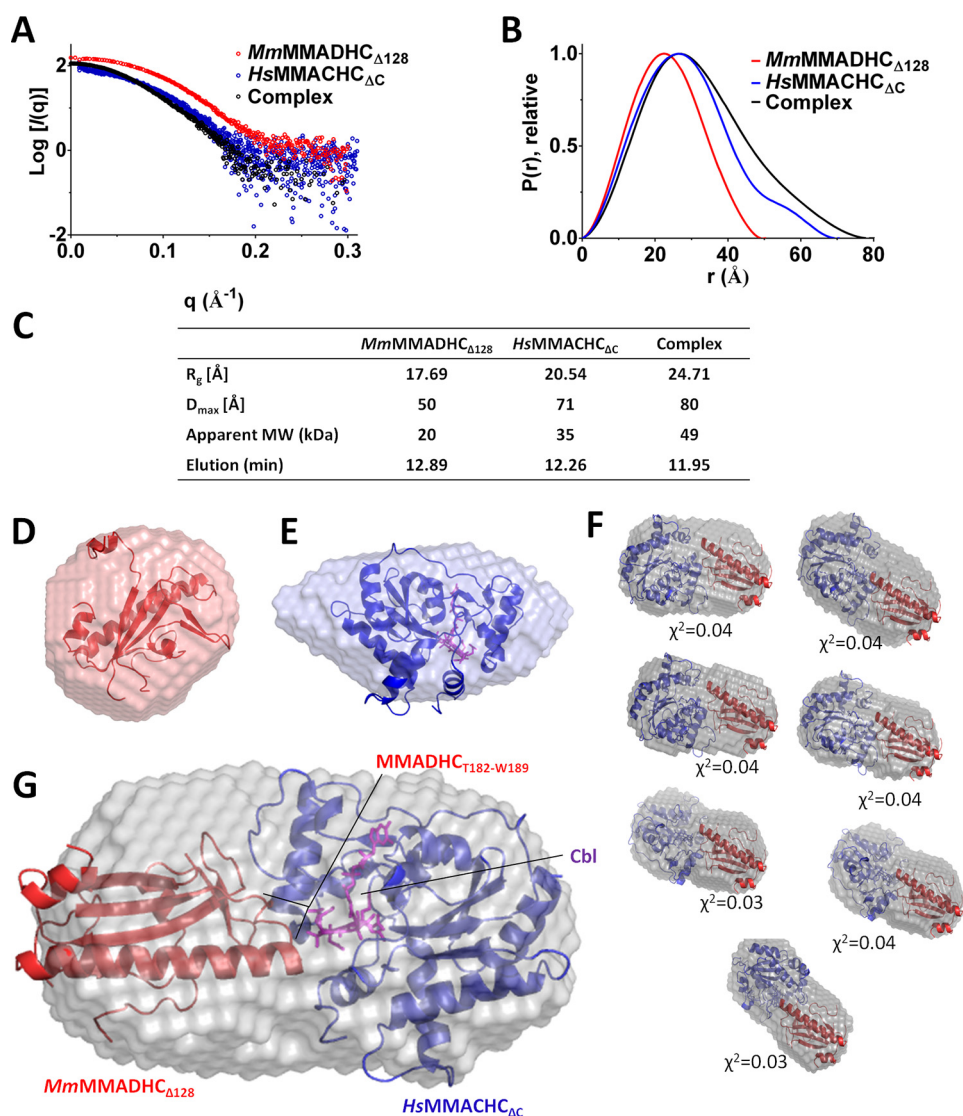 A
MmMMADHCΔ128
HsMMACHCΔC
Complex
Log [I(q)]
2
0
-2
0.0 0.1 0.2 0.3
q (Å-1)
B
MmMMADHCΔ128
HsMMACHCΔC
Complex
P(r), relative
1.0
0.5
0.0
0 20 40 60 80
r (Å)
C
MmMMADHCΔ128 HsMMACHCΔC Complex
Rg [Å] 17.69 20.54 24.71
Dmax [Å] 50 71 80
Apparent MW (kDa) 20 35 49
Elution (min) 12.89 12.26 11.95
D
E
F
χ2=0.04
χ2=0.04
χ2=0.04
χ2=0.04
χ2=0.03
χ2=0.04
χ2=0.03
G
MMADHCT182-W189
Cbl
MmMMADHCΔ128
HsMMACHCΔC